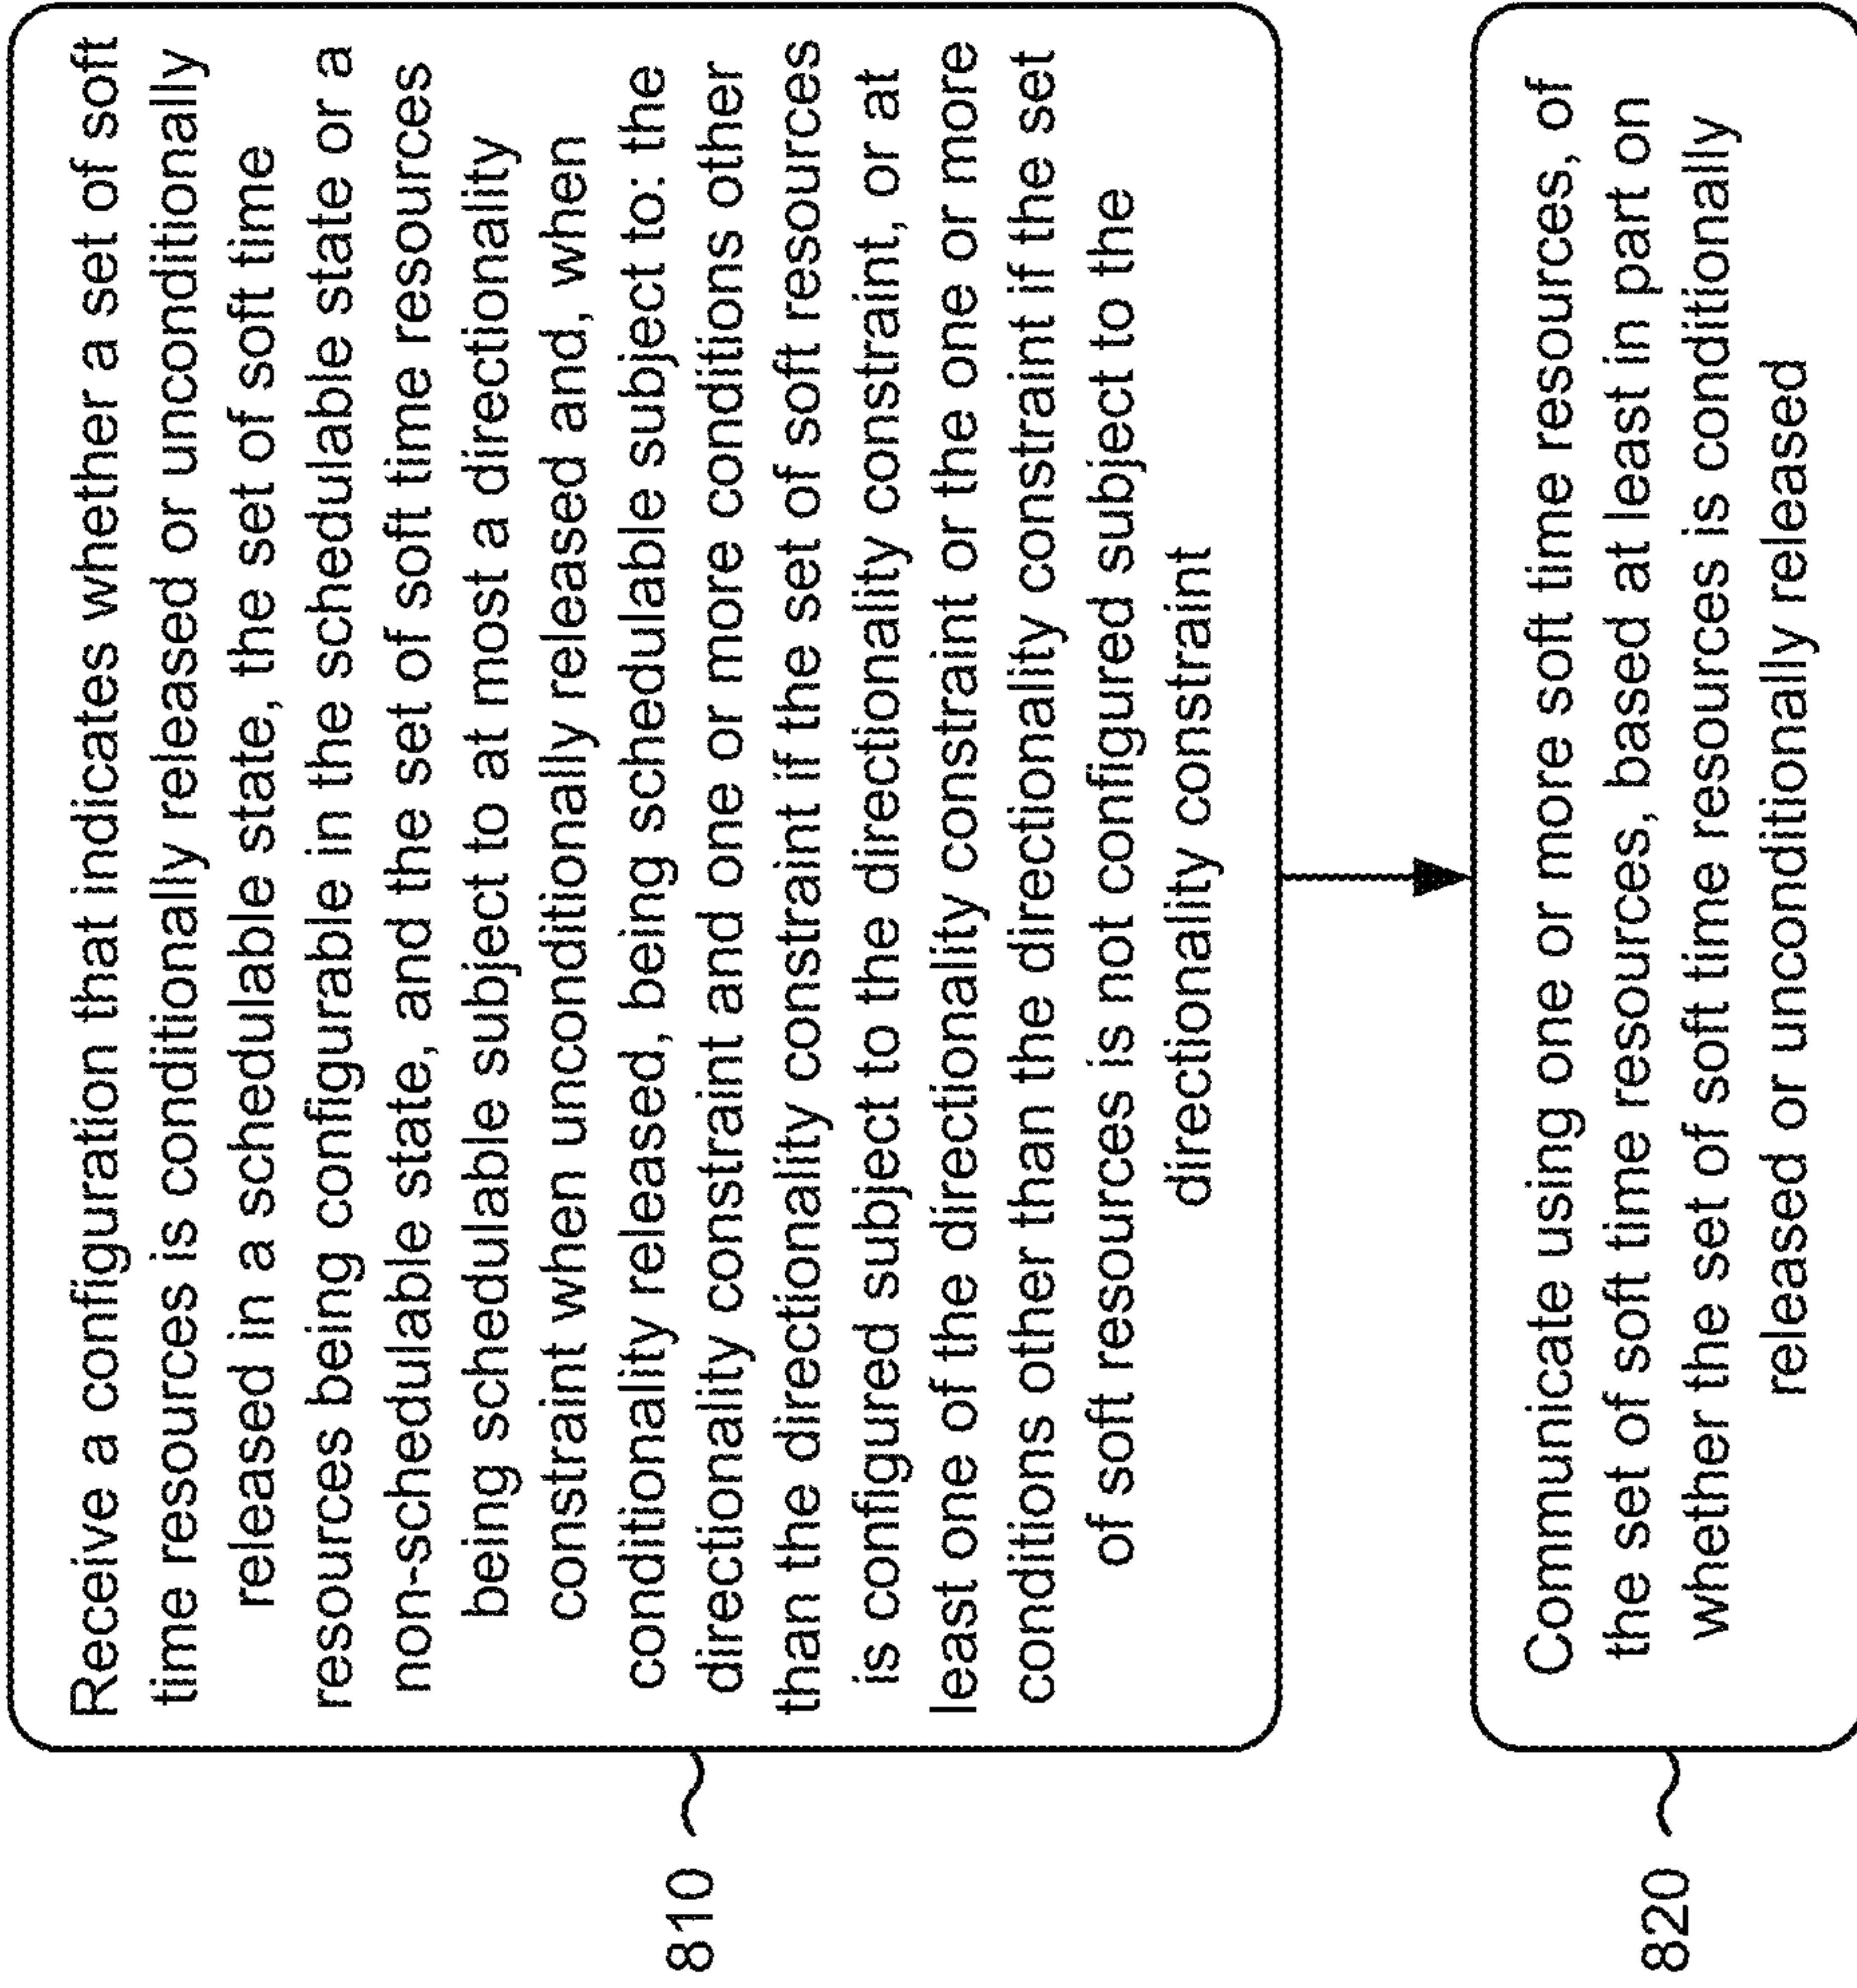 Receive a configuration that indicates whether a set of soft
time resources is conditionally released or unconditionally
released in a schedulable state, the set of soft time
resources being configurable in the schedulable state or a
non-schedulable state, and the set of soft time resources
being schedulable subject to at most a directionality
constraint when unconditionally released and, when
conditionality released, being schedulable subject to: the
directionality constraint and one or more conditions other
than the directionality constraint if the set of soft resources
is configured subject to the directionality constraint, or at
least one of the directionality constraint or the one or more
conditions other than the directionality constraint if the set
of soft resources is not configured subject to the
directionality constraint
810
Communicate using one or more soft time resources, of
the set of soft time resources, based at least in part on
whether the set of soft time resources is conditionally
released or unconditionally released
820